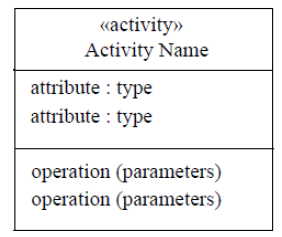 «activity»
Activity Name
attribute : type
attribute : type
operation (parameters)
operation (parameters)